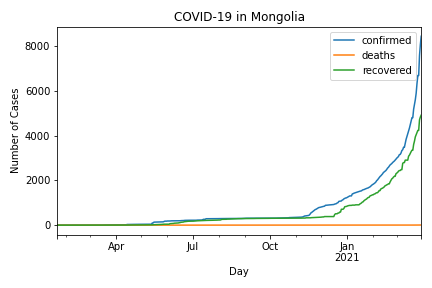 COVID-19 in Mongolia
confirmed
deaths
recovered
Number of Cases
8000
6000
4000
2000
0
Apr
Jul
Oct
Jan
2021
Day